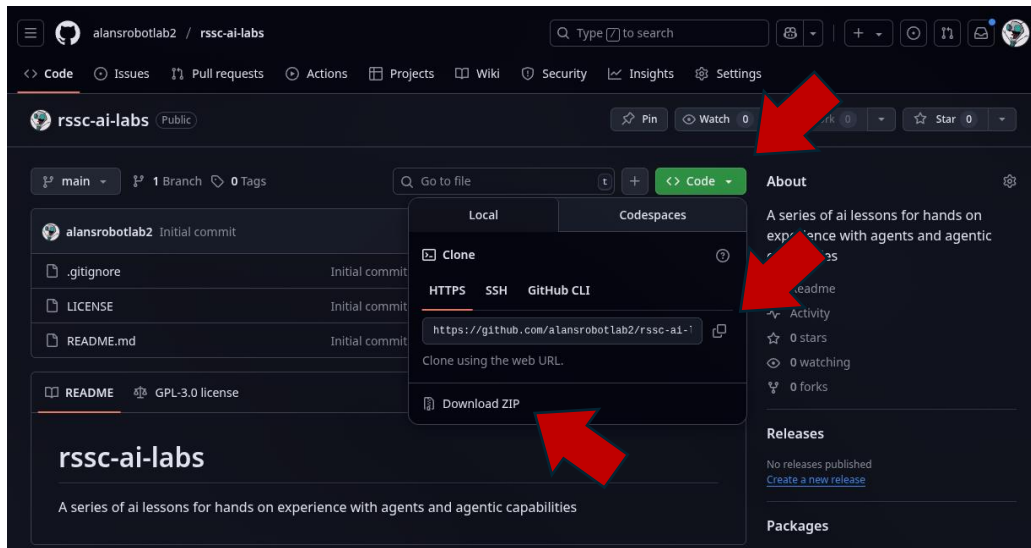 alansrobotlab2 / rssc-ai-labs
Type / to search
Code Issues Pull requests Actions Projects Wiki Security Insights Settings
rssc-ai-labs Public
Pin Watch 0 0 Star 0
main 1 Branch 0 Tags
Go to file t
Code
About
Local Codespaces
A series of ai lessons for hands on
experience with agents and agentic
alansrobotlab2 Initial commit
Clone
.gitignore Initial commit
HTTPS SSH GitHub CLI
Activity
LICENSE Initial commit
https://github.com/alansrobotlab2/rssc-ai-l
0 stars
README.md Initial commit
Clone using the web URL.
0 watching
0 forks
README GPL-3.0 license
Download ZIP
Releases
rssc-ai-labs
No releases published
Create a new release
A series of ai lessons for hands on experience with agents and agentic capabilities
Packages